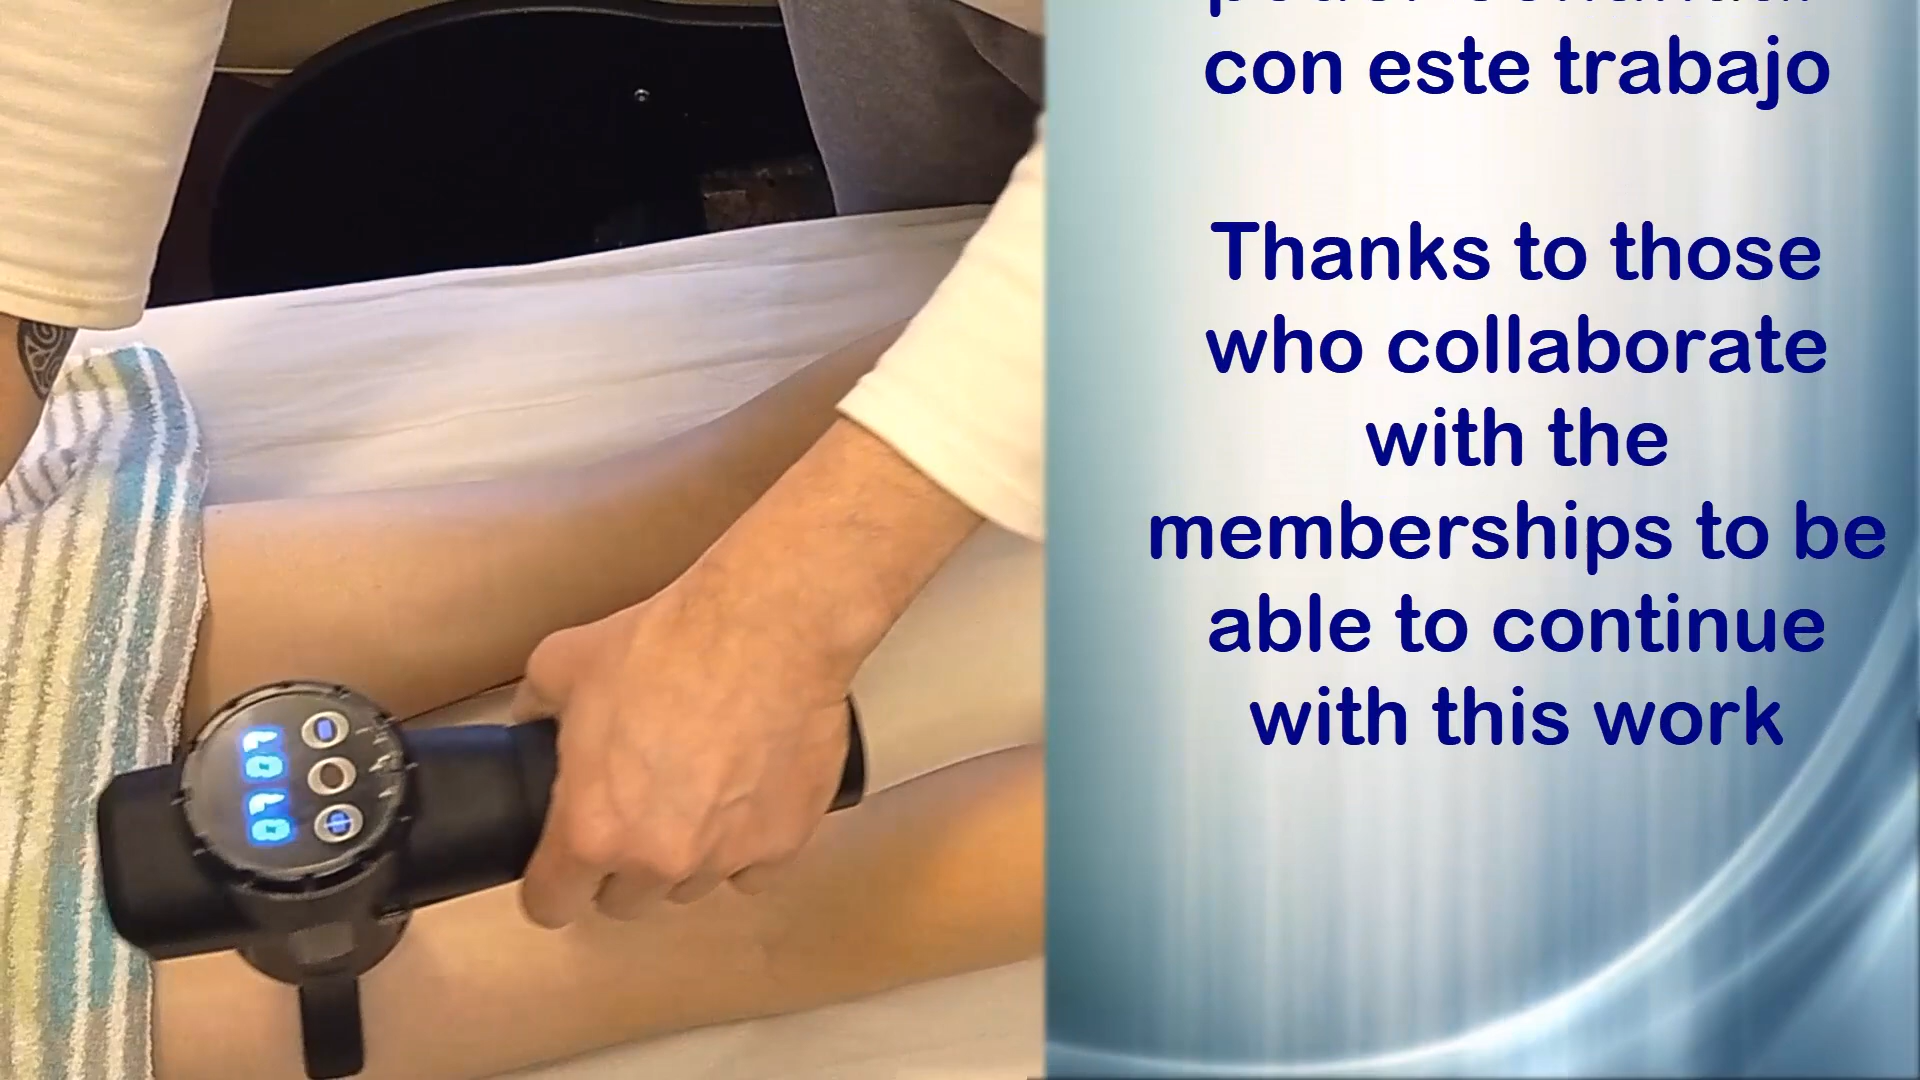 con este trabajo
Thanks to those
who collaborate
with the
memberships to be
able to continue
with this work